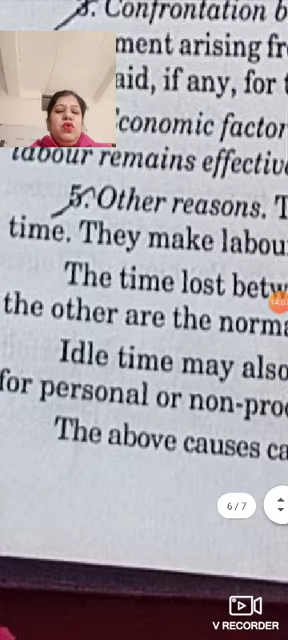 3. Confrontation b
ment arising fr
aid, if any, for t
Economic factor
labour remains effective
5. Other reasons. T
time. They make labou
The time lost betw
14:0
the other are the norma
Idle time may also
for personal or non-pro
The above causes ca
6 / 7
V RECORDER